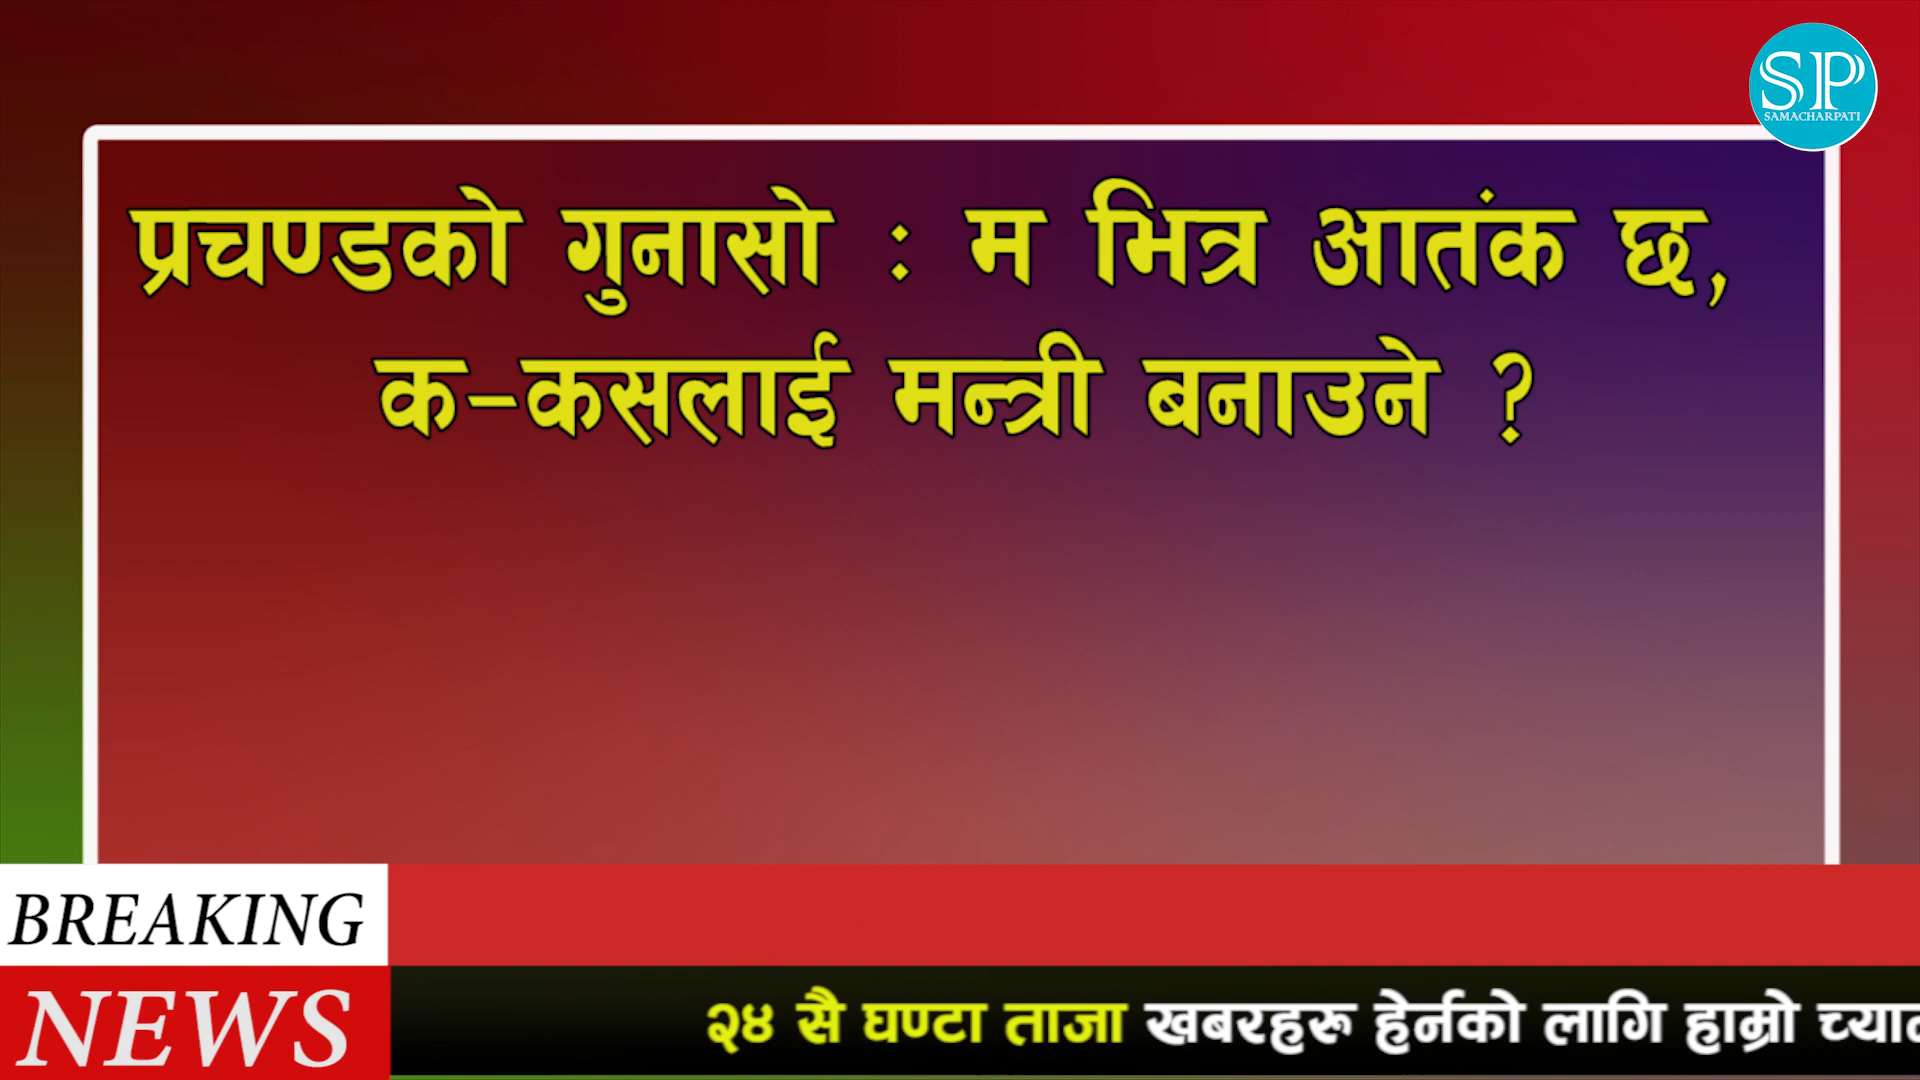 SP
SAMACHARPATI
प्रचण्डको गुनासो : म भित्र आतंक छ,
क-कसलाई मन्त्री बनाउने ?
BREAKING
NEWS
२४ सै घण्टा ताजा खबरहरू हेर्नको लागि हाम्रो